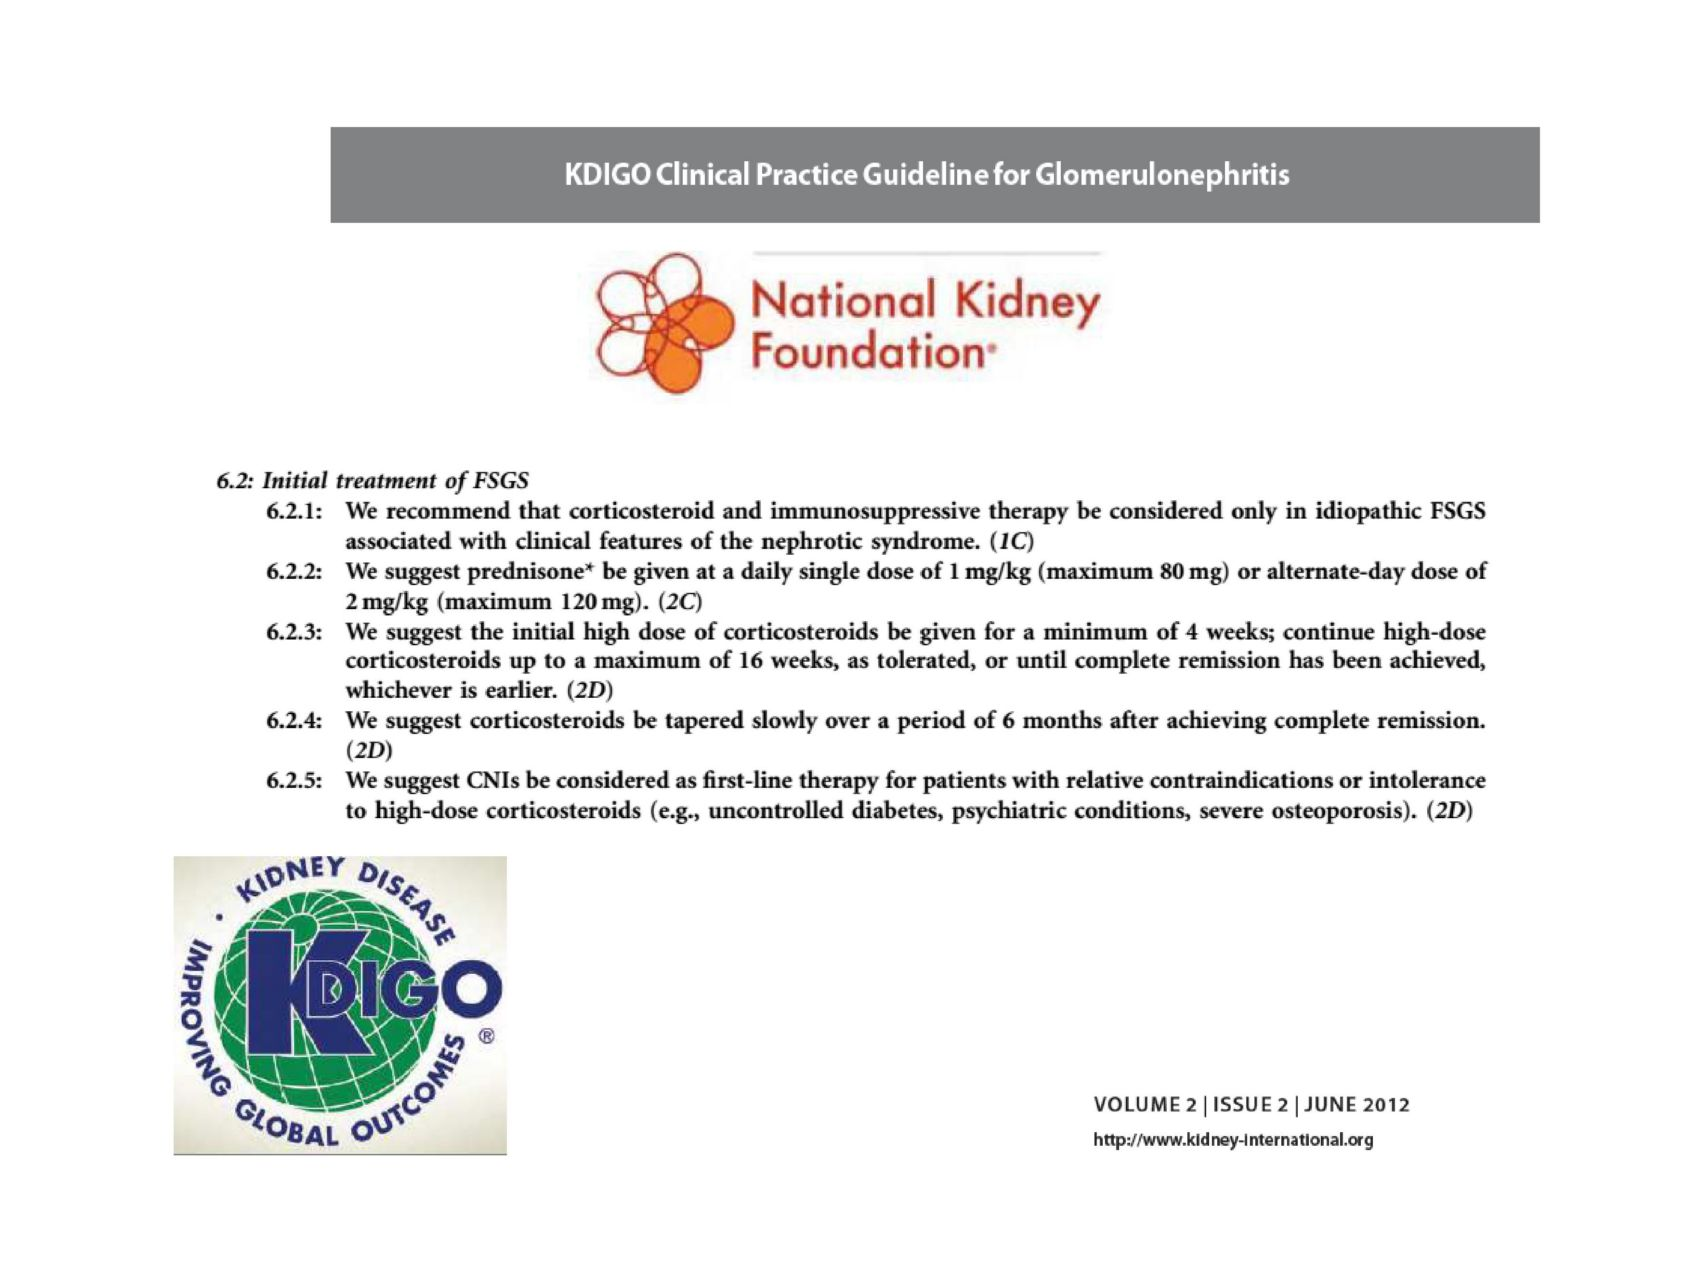 KDIGO Clinical Practice Guideline for Glomerulonephritis
National Kidney
Foundation®
6.2: Initial treatment of FSGS
6.2.1: We recommend that corticosteroid and immunosuppressive therapy be considered only in idiopathic FSGS
associated with clinical features of the nephrotic syndrome. (1C)
6.2.2: We suggest prednisone* be given at a daily single dose of 1 mg/kg (maximum 80 mg) or alternate-day dose of
2 mg/kg (maximum 120 mg). (2C)
6.2.3: We suggest the initial high dose of corticosteroids be given for a minimum of 4 weeks; continue high-dose
corticosteroids up to a maximum of 16 weeks, as tolerated, or until complete remission has been achieved,
whichever is earlier. (2D)
6.2.4: We suggest corticosteroids be tapered slowly over a period of 6 months after achieving complete remission.
(2D)
6.2.5: We suggest CNIs be considered as first-line therapy for patients with relative contraindications or intolerance
to high-dose corticosteroids (e.g., uncontrolled diabetes, psychiatric conditions, severe osteoporosis). (2D)
· KIDNEY DISEASE
IMPROVING GLOBAL OUTCOMES
KDIGO ®
VOLUME 2 | ISSUE 2 | JUNE 2012
http://www.kidney-international.org